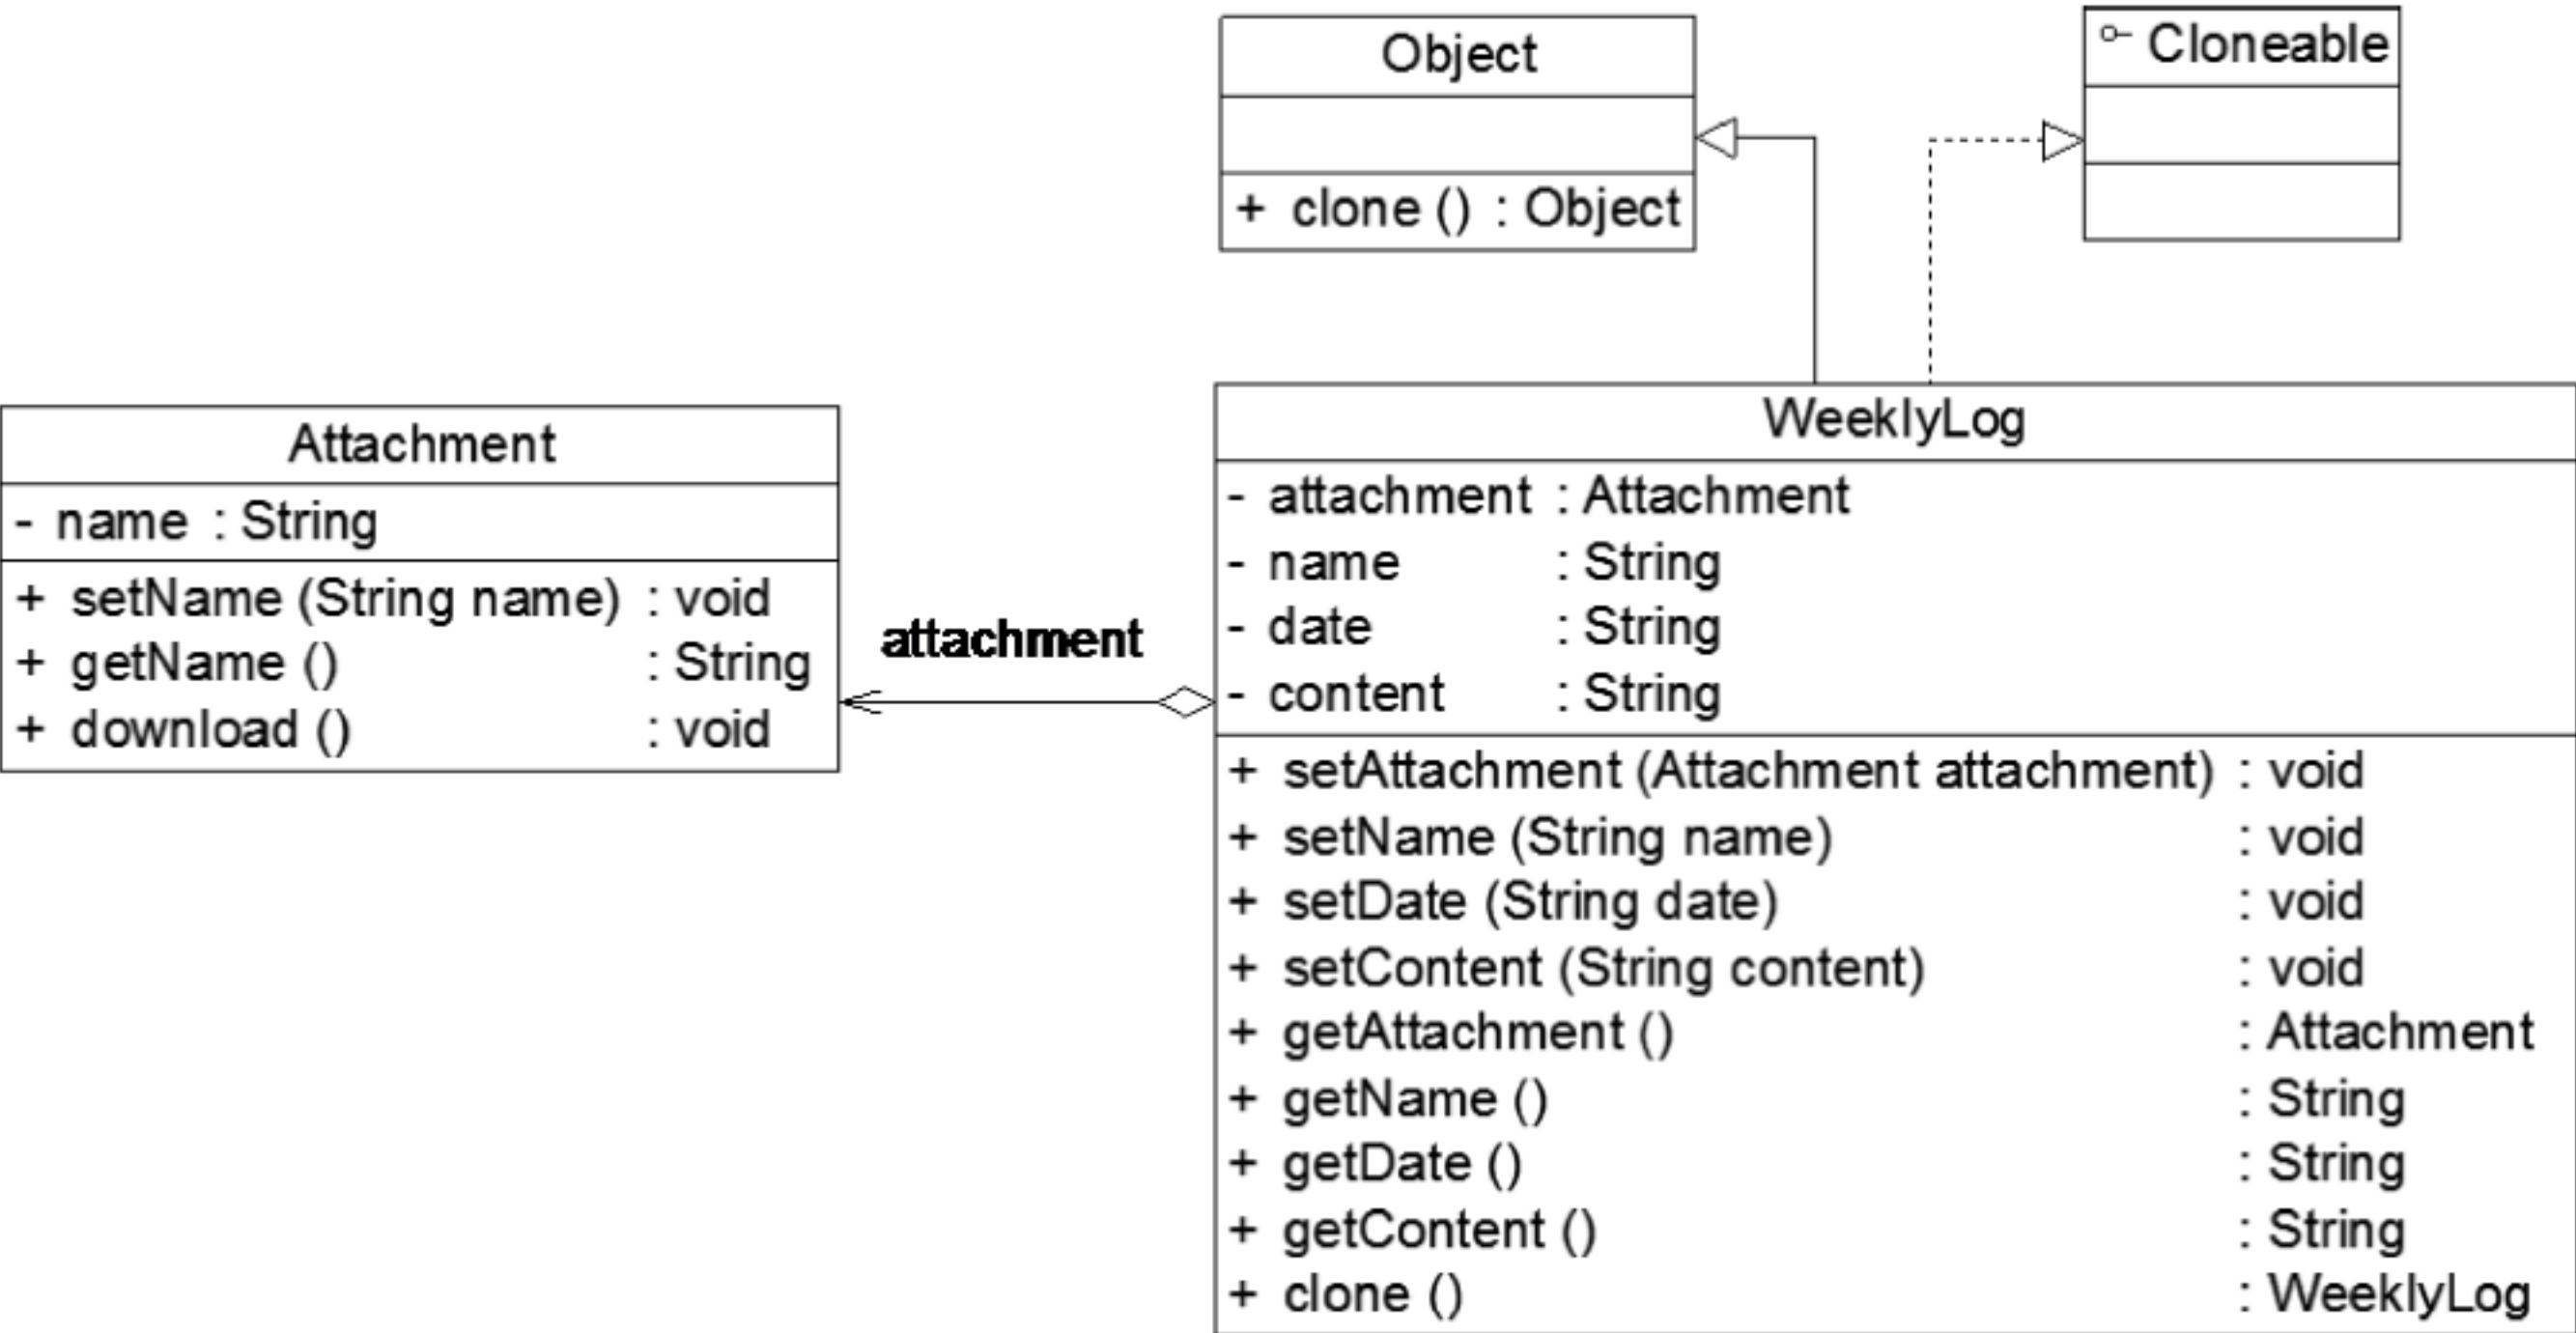 Object
+ clone () : Object
Cloneable
Attachment
- name : String
+ setName (String name) : void
+ getName () : String
+ download () : void
attachment
WeeklyLog
- attachment : Attachment
- name : String
- date : String
- content : String
+ setAttachment (Attachment attachment) : void
+ setName (String name) : void
+ setDate (String date) : void
+ setContent (String content) : void
+ getAttachment () : Attachment
+ getName () : String
+ getDate () : String
+ getContent () : String
+ clone () : WeeklyLog